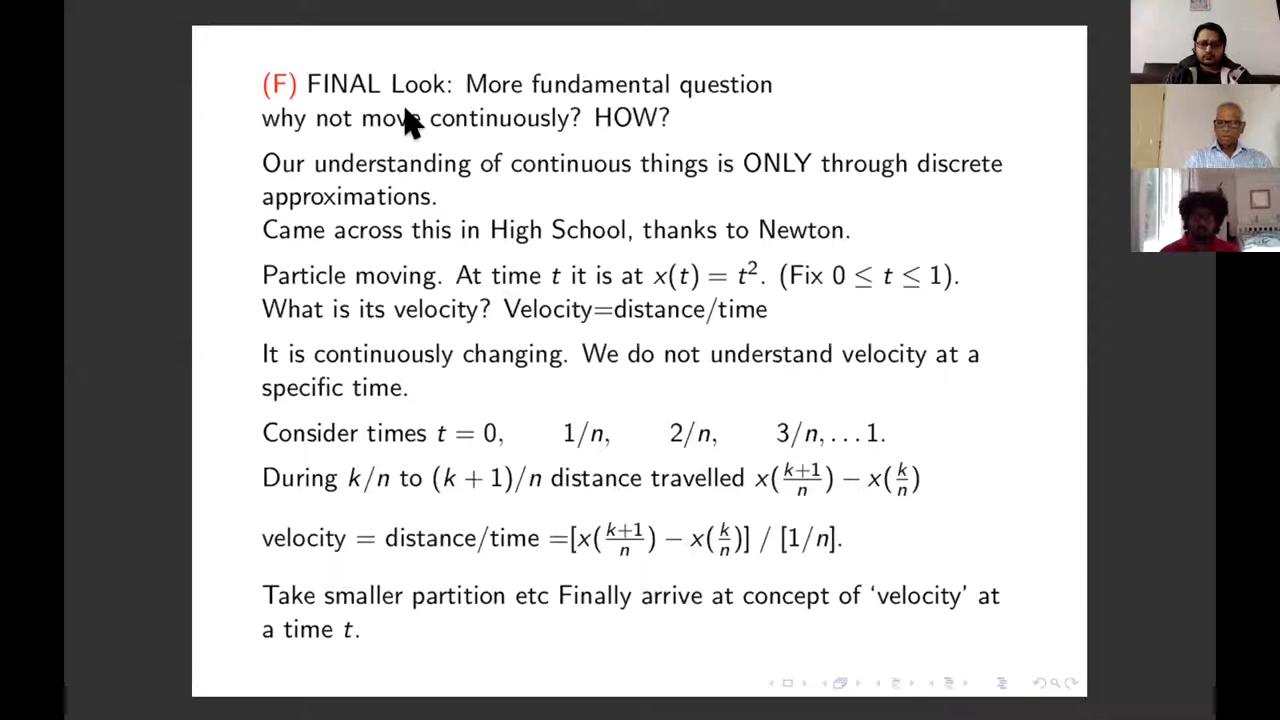 (F) FINAL Look: More fundamental question
why not move continuously? HOW?
Our understanding of continuous things is ONLY through discrete
approximations.
Came across this in High School, thanks to Newton.
Particle moving. At time t it is at x(t) = t². (Fix 0 ≤ t ≤ 1).
What is its velocity? Velocity=distance/time
It is continuously changing. We do not understand velocity at a
specific time.
Consider times t = 0, 1/n, 2/n, 3/n, . . . 1.
During k/n to (k + 1)/n distance travelled x(\frac{k+1}{n}) − x(\frac{k}{n})
velocity = distance/time =[x(\frac{k+1}{n}) − x(\frac{k}{n})] / [1/n].
Take smaller partition etc Finally arrive at concept of ‘velocity’ at
a time t.